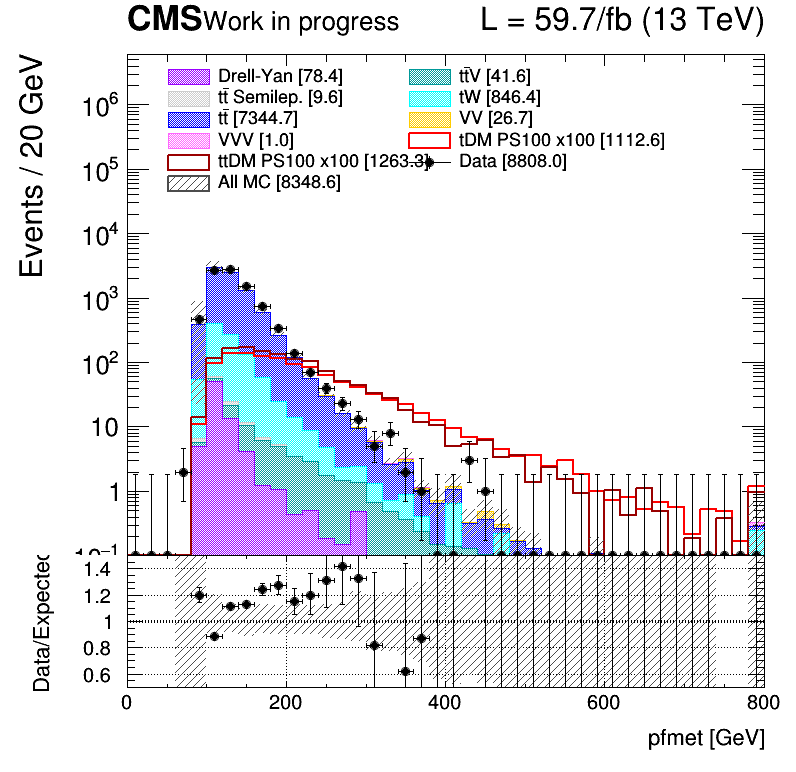 CMS Work in progress L = 59.7/fb (13 TeV)
Events / 20 GeV
Drell-Yan [78.4] tt̄V [41.6]
tt̄ Semilep. [9.6] tW [846.4]
tt̄ [7344.7] VV [26.7]
VVV [1.0] tDM PS100 x100 [1112.6]
ttDM PS100 x100 [1263.3] Data [8808.0]
All MC [8348.6]
10⁶
10⁵
10⁴
10³
10²
10
1
10⁻¹
Data/Expected
1.4
1.2
1
0.8
0.6
0 200 400 600 800
pfmet [GeV]